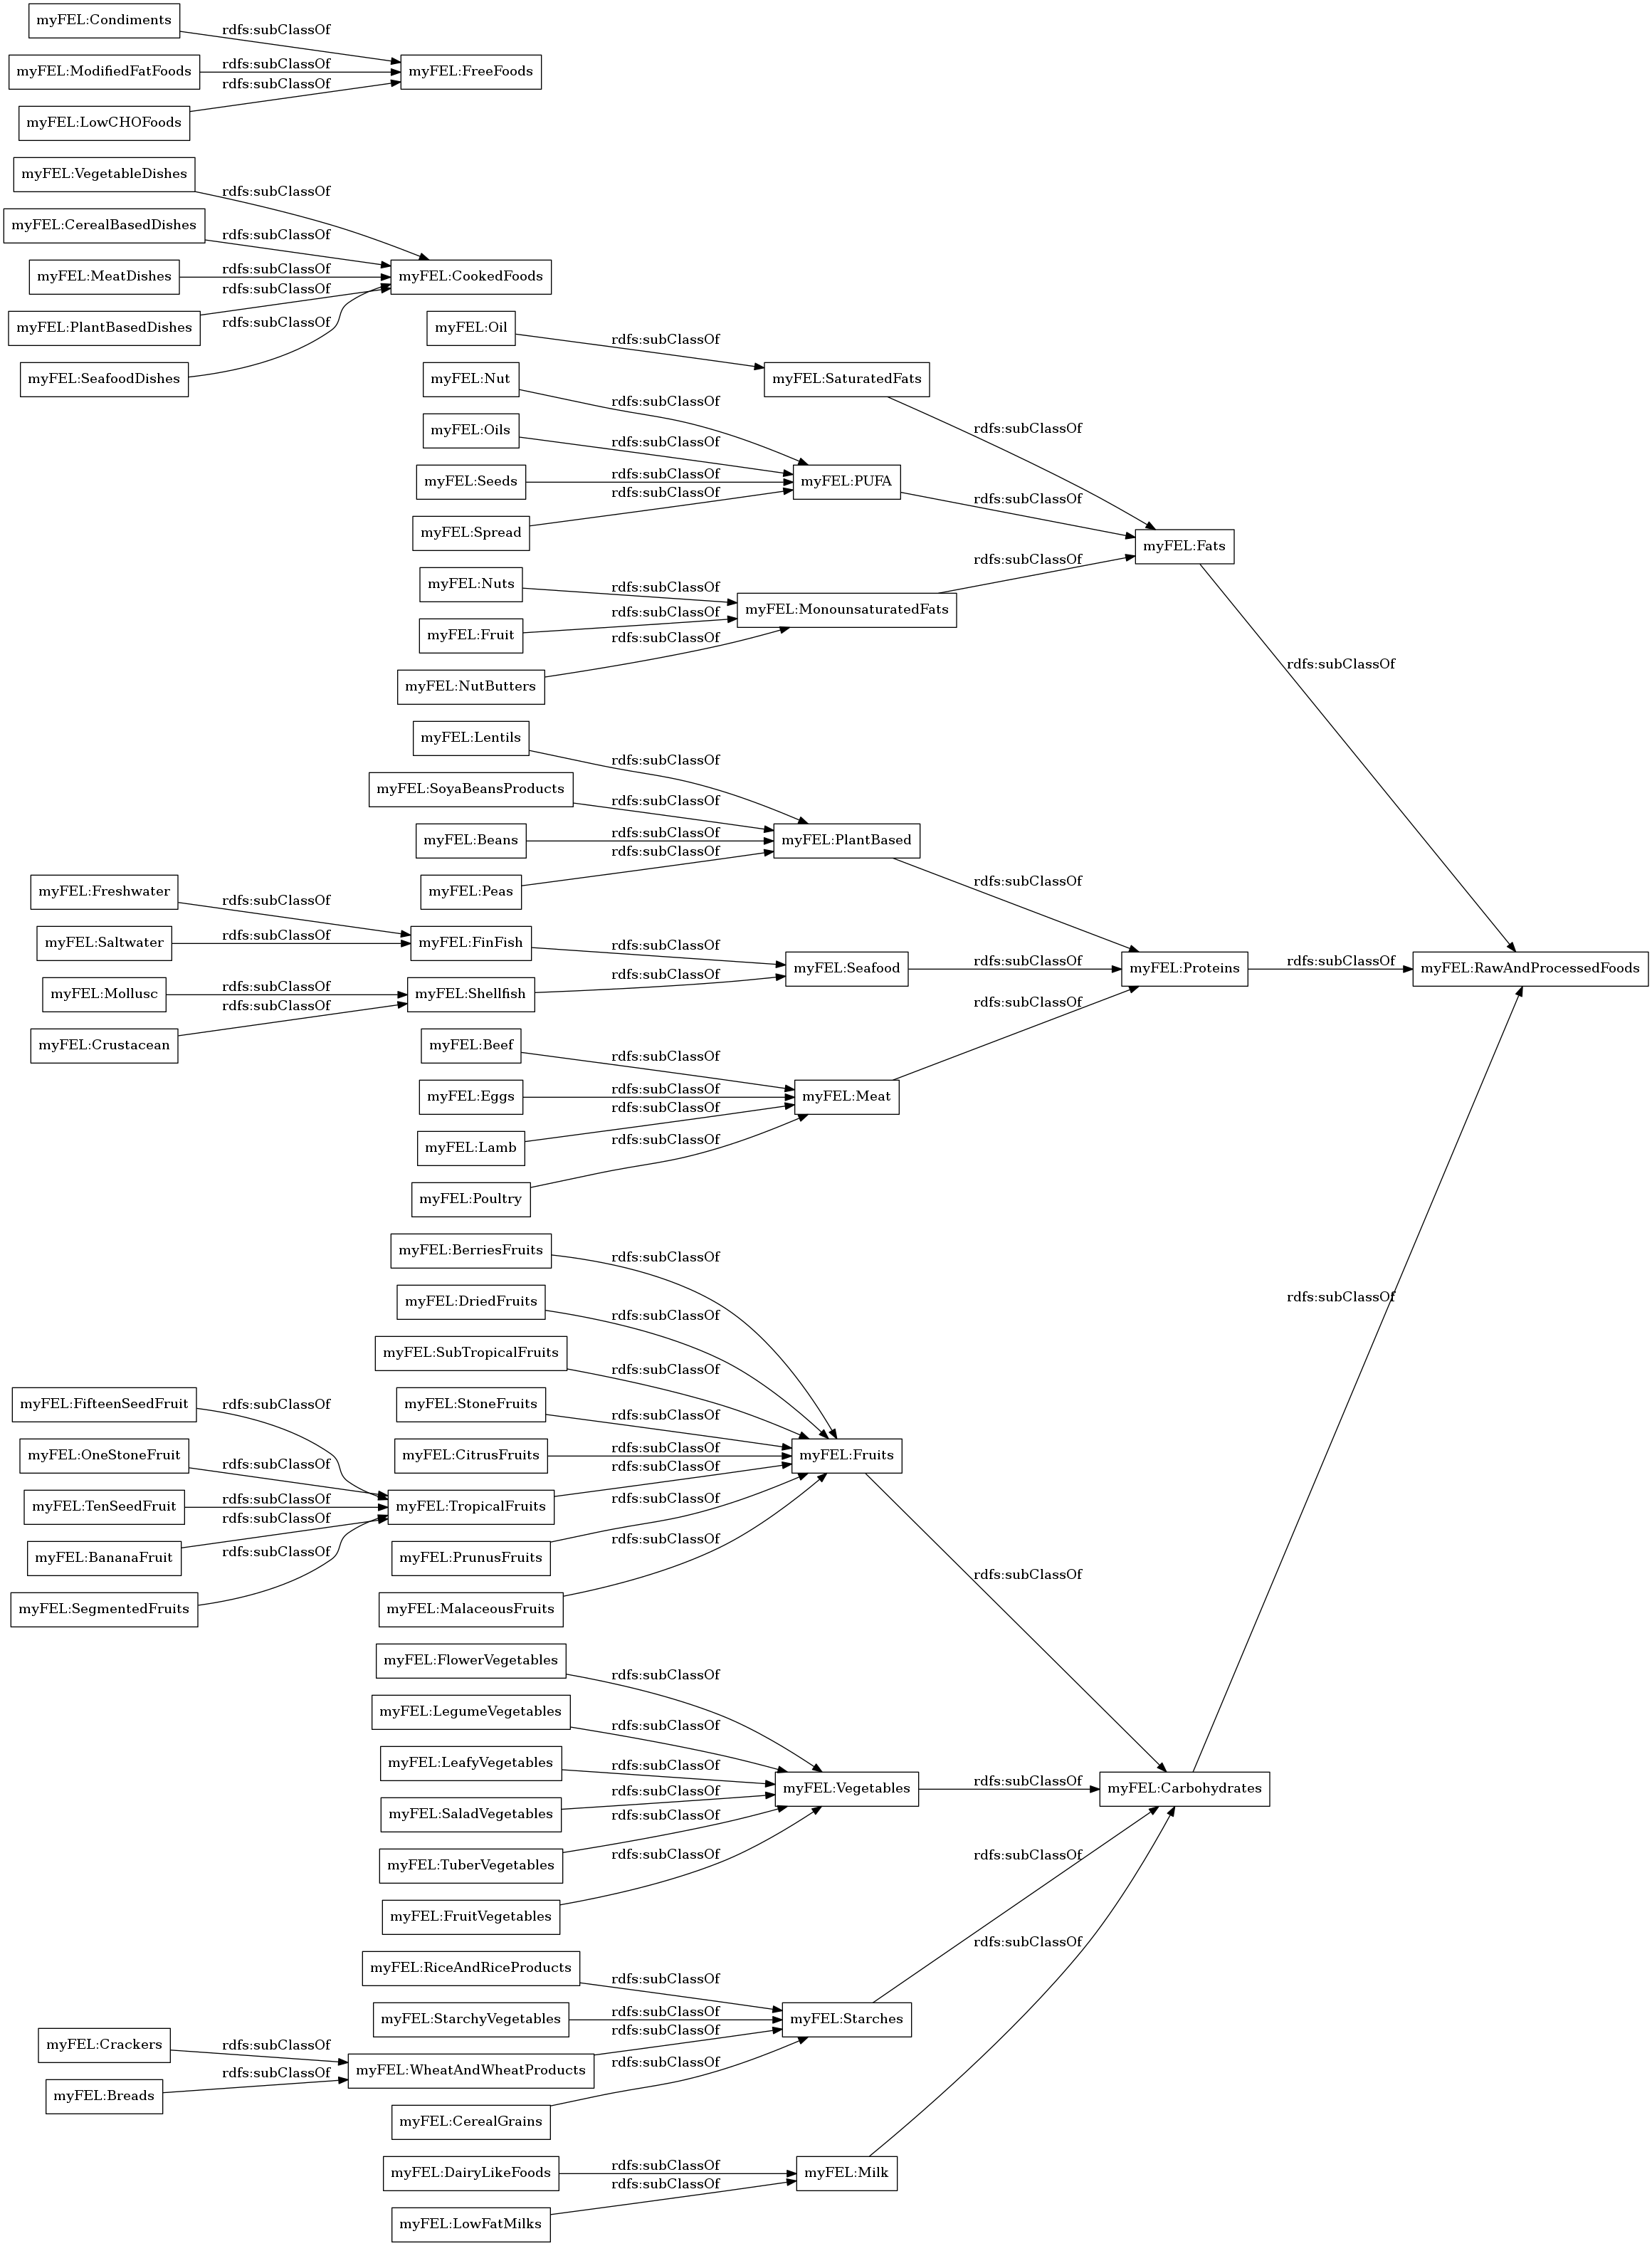 myFEL:Condiments
rdfs:subClassOf
myFEL:ModifiedFatFoods
rdfs:subClassOf
myFEL:FreeFoods
rdfs:subClassOf
myFEL:LowCHOFoods
myFEL:VegetableDishes
rdfs:subClassOf
myFEL:CerealBasedDishes
rdfs:subClassOf
myFEL:MeatDishes
rdfs:subClassOf
myFEL:CookedFoods
rdfs:subClassOf
myFEL:PlantBasedDishes
rdfs:subClassOf
myFEL:SeafoodDishes
myFEL:Oil
rdfs:subClassOf
myFEL:SaturatedFats
rdfs:subClassOf
myFEL:Nut
rdfs:subClassOf
myFEL:Oils
rdfs:subClassOf
myFEL:Seeds
rdfs:subClassOf
myFEL:PUFA
rdfs:subClassOf
rdfs:subClassOf
myFEL:Spread
myFEL:Fats
rdfs:subClassOf
myFEL:Nuts
rdfs:subClassOf
myFEL:MonounsaturatedFats
rdfs:subClassOf
myFEL:Fruit
rdfs:subClassOf
rdfs:subClassOf
myFEL:NutButters
myFEL:Lentils
rdfs:subClassOf
myFEL:SoyaBeansProducts
rdfs:subClassOf
myFEL:Beans
rdfs:subClassOf
myFEL:PlantBased
rdfs:subClassOf
rdfs:subClassOf
myFEL:Peas
myFEL:Freshwater
rdfs:subClassOf
myFEL:Saltwater
rdfs:subClassOf
myFEL:FinFish
rdfs:subClassOf
myFEL:Seafood
rdfs:subClassOf
myFEL:Proteins
rdfs:subClassOf
myFEL:RawAndProcessedFoods
myFEL:Mollusc
rdfs:subClassOf
myFEL:Shellfish
rdfs:subClassOf
rdfs:subClassOf
myFEL:Crustacean
rdfs:subClassOf
myFEL:Beef
rdfs:subClassOf
myFEL:Eggs
rdfs:subClassOf
myFEL:Meat
rdfs:subClassOf
myFEL:Lamb
rdfs:subClassOf
myFEL:Poultry
myFEL:BerriesFruits
rdfs:subClassOf
myFEL:DriedFruits
rdfs:subClassOf
rdfs:subClassOf
myFEL:SubTropicalFruits
rdfs:subClassOf
myFEL:FifteenSeedFruit
rdfs:subClassOf
myFEL:StoneFruits
rdfs:subClassOf
myFEL:OneStoneFruit
rdfs:subClassOf
myFEL:CitrusFruits
rdfs:subClassOf
myFEL:Fruits
rdfs:subClassOf
myFEL:TenSeedFruit
rdfs:subClassOf
myFEL:TropicalFruits
rdfs:subClassOf
rdfs:subClassOf
myFEL:BananaFruit
rdfs:subClassOf
myFEL:PrunusFruits
rdfs:subClassOf
rdfs:subClassOf
myFEL:SegmentedFruits
myFEL:MalaceousFruits
myFEL:FlowerVegetables
rdfs:subClassOf
myFEL:LegumeVegetables
rdfs:subClassOf
myFEL:LeafyVegetables
rdfs:subClassOf
myFEL:Vegetables
rdfs:subClassOf
myFEL:Carbohydrates
rdfs:subClassOf
myFEL:SaladVegetables
rdfs:subClassOf
rdfs:subClassOf
myFEL:TuberVegetables
rdfs:subClassOf
myFEL:FruitVegetables
rdfs:subClassOf
myFEL:RiceAndRiceProducts
rdfs:subClassOf
myFEL:StarchyVegetables
rdfs:subClassOf
myFEL:Starches
rdfs:subClassOf
myFEL:Crackers
rdfs:subClassOf
myFEL:WheatAndWheatProducts
rdfs:subClassOf
rdfs:subClassOf
myFEL:Breads
myFEL:CerealGrains
myFEL:DairyLikeFoods
rdfs:subClassOf
myFEL:Milk
rdfs:subClassOf
myFEL:LowFatMilks